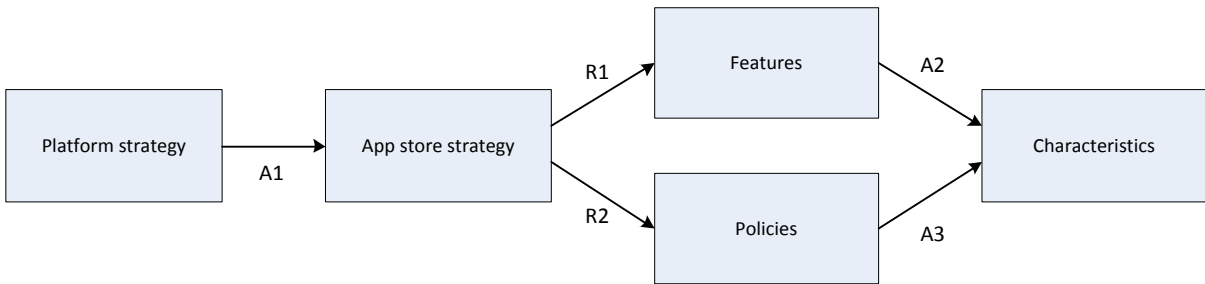 Platform strategy
A1
App store strategy
R1
R2
Features
Policies
A2
A3
Characteristics